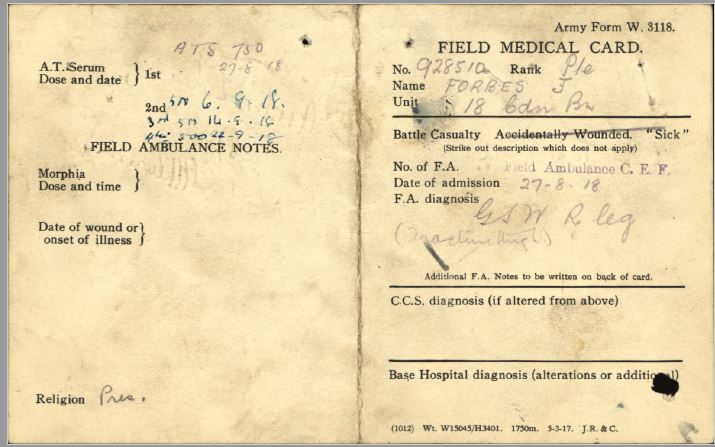 A.T.Serum
Dose and date } 1st
ATS 750
27-8-18
2nd 500 6. 9. 18.
3rd 500 14. 9. 18
4th 500 22-9-18
FIELD AMBULANCE NOTES.
Morphia
Dose and time }
Date of wound or
onset of illness }
Religion Pres.
Army Form W. 3118.
FIELD MEDICAL CARD.
No. 928510 Rank Pte
Name FORBES J
Unit 18 Cdn Bn
Battle Casualty Accidentally Wounded. "Sick"
(Strike out description which does not apply)
No. of F.A. Field Ambulance C. E. F.
Date of admission 27-8-18
F.A. diagnosis
GSW R leg
(Fracture thigh)
Additional F.A. Notes to be written on back of card.
C.C.S. diagnosis (if altered from above)
Base Hospital diagnosis (alterations or additional)
(1012) Wt. W15045/H3401. 1750m. 5-3-17. J.R. & C.